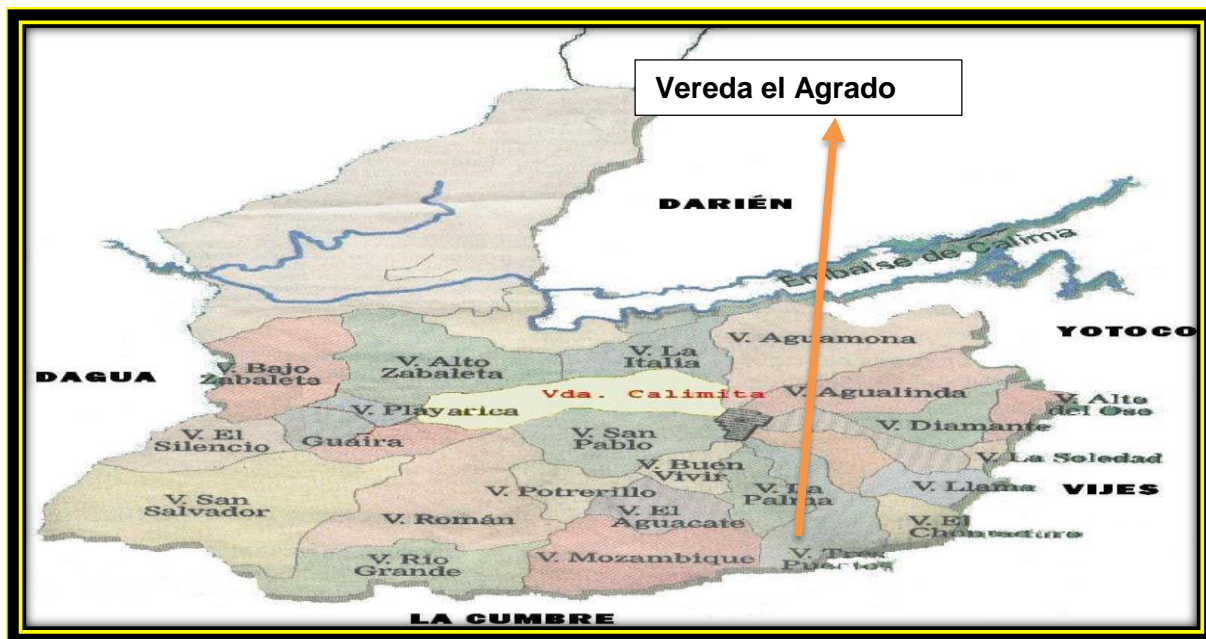 Vereda el Agrado
DARIÉN
Embalse de Calima
YOTOCO
DAGUA
V. Bajo
Zabaleta
V. Alto
Zabaleta
V. La
Italia
V. Aguamona
Vda. Calimita
V. Agualinda
V. Alto
del Oso
V. Playarica
V. Diamante
V. El
Silencio
Guaira
V. San
Pablo
V. La Soledad
V. Buen
Vivir
V. San
Salvador
V. Potrerillo
V. La
Palma
V. Llama
VIJES
V. Román
V. El
Aguacate
V. El
V. Río
Grande
V. Mozambique
V. Tres
Puertos
LA CUMBRE